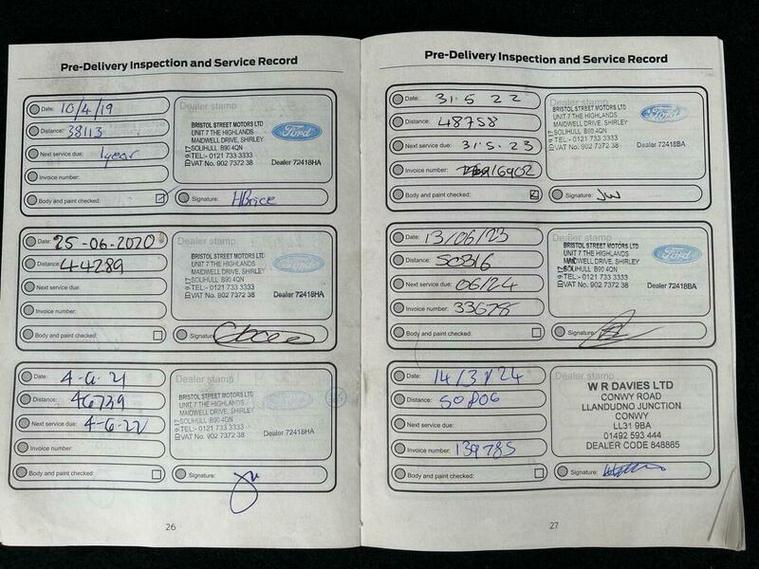 Pre-Delivery Inspection and Service Record
Date: 10/4/19
Distance: 38113
Next service due: 1 year
Invoice number:
Body and paint checked:
Dealer stamp
BRISTOL STREET MOTORS LTD
UNIT 7 THE HIGHLANDS
MAIDWELL DRIVE, SHIRLEY
SOLIHULL B90 4QN
TEL:- 0121 733 3333
VAT No. 902 7372 38
Ford
Dealer 72418HA
Signature: HBrice
Date: 25-06-2020
Distance: 44289
Next service due:
Invoice number:
Body and paint checked:
Dealer stamp
BRISTOL STREET MOTORS LTD
UNIT 7 THE HIGHLANDS
MAIDWELL DRIVE, SHIRLEY
SOLIHULL B90 4QN
TEL:- 0121 733 3333
VAT No. 902 7372 38
Ford
Dealer 72418HA
Signature:
Date: 4-6-21
Distance: 46739
Next service due: 4-6-22
Invoice number:
Body and paint checked:
Dealer stamp
BRISTOL STREET MOTORS LTD
UNIT 7 THE HIGHLANDS
MAIDWELL DRIVE, SHIRLEY
SOLIHULL B90 4QN
TEL:- 0121 733 3333
VAT No. 902 7372 38
Dealer 72418HA
Signature:
26
Pre-Delivery Inspection and Service Record
Date: 31·5 22
Distance: 48758
Next service due: 31·5·23
Invoice number:
Body and paint checked:
Dealer stamp
BRISTOL STREET MOTORS LTD
UNIT 7 THE HIGHLANDS
MAIDWELL DRIVE, SHIRLEY
SOLIHULL B90 4QN
TEL:- 0121 733 3333
VAT No. 902 7372 38
Ford
Dealer 72418BA
Signature:
Date: 13/06/23
Distance: 50316
Next service due: 06/24
Invoice number: 33678
Body and paint checked:
Dealer stamp
BRISTOL STREET MOTORS LTD
UNIT 7 THE HIGHLANDS
MAIDWELL DRIVE, SHIRLEY
SOLIHULL B90 4QN
TEL:- 0121 733 3333
VAT No. 902 7372 38
Ford
Dealer 72418BA
Signature:
Date: 14/3/24
Distance: 50806
Next service due:
Invoice number: 139785
Body and paint checked:
Dealer stamp
W R DAVIES LTD
CONWY ROAD
LLANDUDNO JUNCTION
CONWY
LL31 9BA
01492 593 444
DEALER CODE 848885
Signature:
27